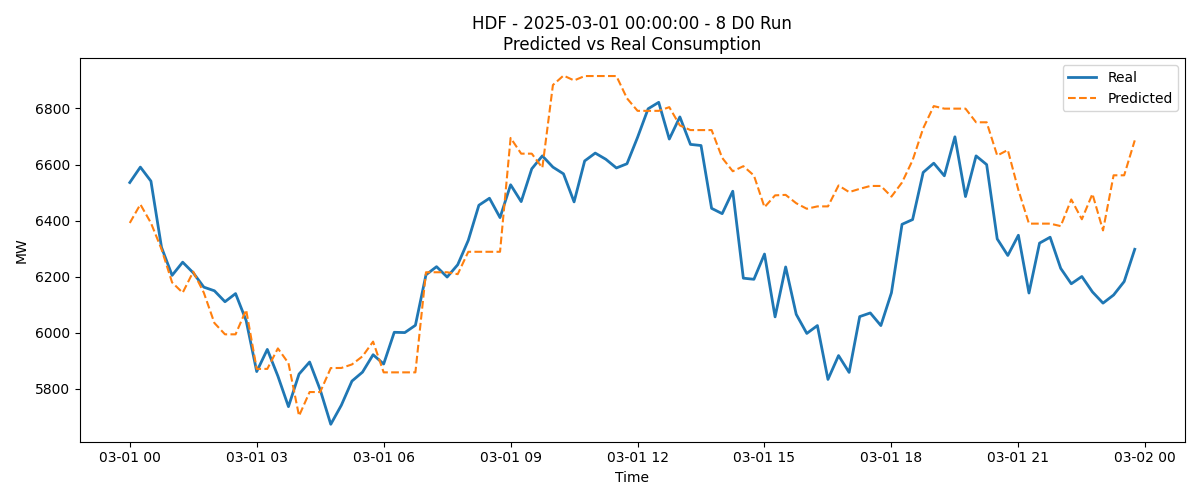 HDF - 2025-03-01 00:00:00 - 8 D0 Run
Predicted vs Real Consumption
Real
Predicted
MW
6800
6600
6400
6200
6000
5800
03-01 00
03-01 03
03-01 06
03-01 09
03-01 12
03-01 15
03-01 18
03-01 21
03-02 00
Time